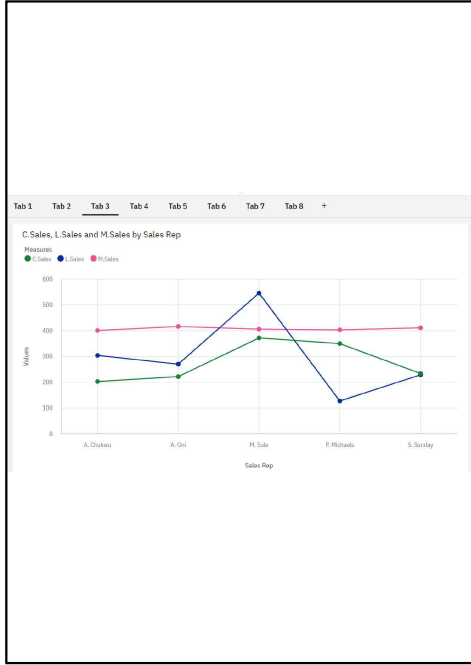 Tab 1 Tab 2 Tab 3 Tab 4 Tab 5 Tab 6 Tab 7 Tab 8 +
C.Sales, L.Sales and M.Sales by Sales Rep
Measures
C.Sales L.Sales M.Sales
600
500
400
300
200
100
0
Values
A. Chukwu A. Oni M. Sule P. Michaels S. Sunday
Sales Rep